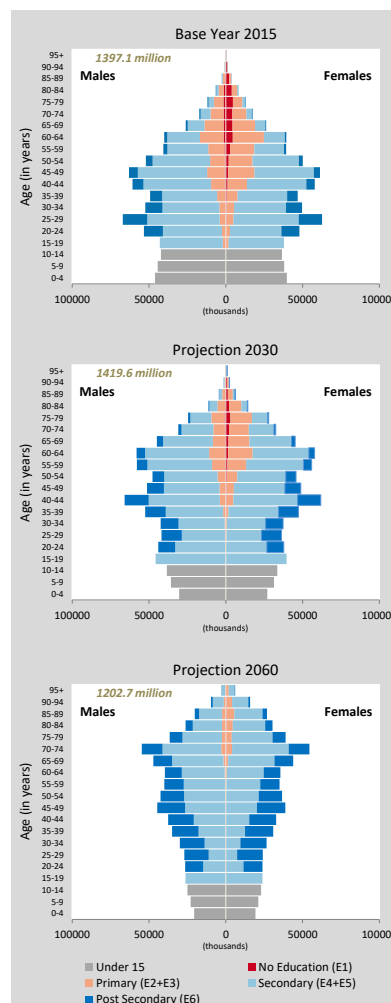 Base Year 2015
1397.1 million
Males
Females
Age (in years)
95+
90-94
85-89
80-84
75-79
70-74
65-69
60-64
55-59
50-54
45-49
40-44
35-39
30-34
25-29
20-24
15-19
10-14
5-9
0-4
100000 50000 0 50000 100000
(thousands)
Projection 2030
1419.6 million
Males
Females
Age (in years)
95+
90-94
85-89
80-84
75-79
70-74
65-69
60-64
55-59
50-54
45-49
40-44
35-39
30-34
25-29
20-24
15-19
10-14
5-9
0-4
100000 50000 0 50000 100000
(thousands)
Projection 2060
1202.7 million
Males
Females
Age (in years)
95+
90-94
85-89
80-84
75-79
70-74
65-69
60-64
55-59
50-54
45-49
40-44
35-39
30-34
25-29
20-24
15-19
10-14
5-9
0-4
100000 50000 0 50000 100000
(thousands)
Under 15
No Education (E1)
Primary (E2+E3)
Secondary (E4+E5)
Post Secondary (E6)